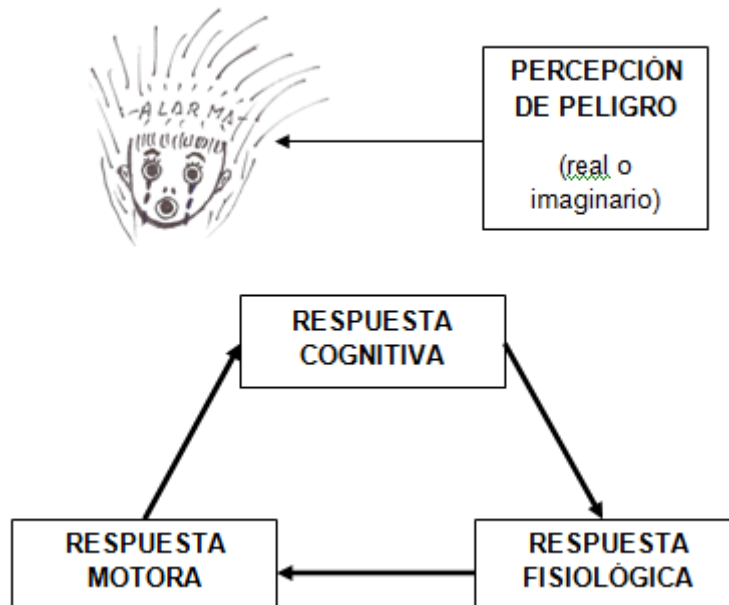 -ALARMA-
PERCEPCIÓN
DE PELIGRO
(real o
imaginario)
RESPUESTA
COGNITIVA
RESPUESTA
MOTORA
RESPUESTA
FISIOLÓGICA